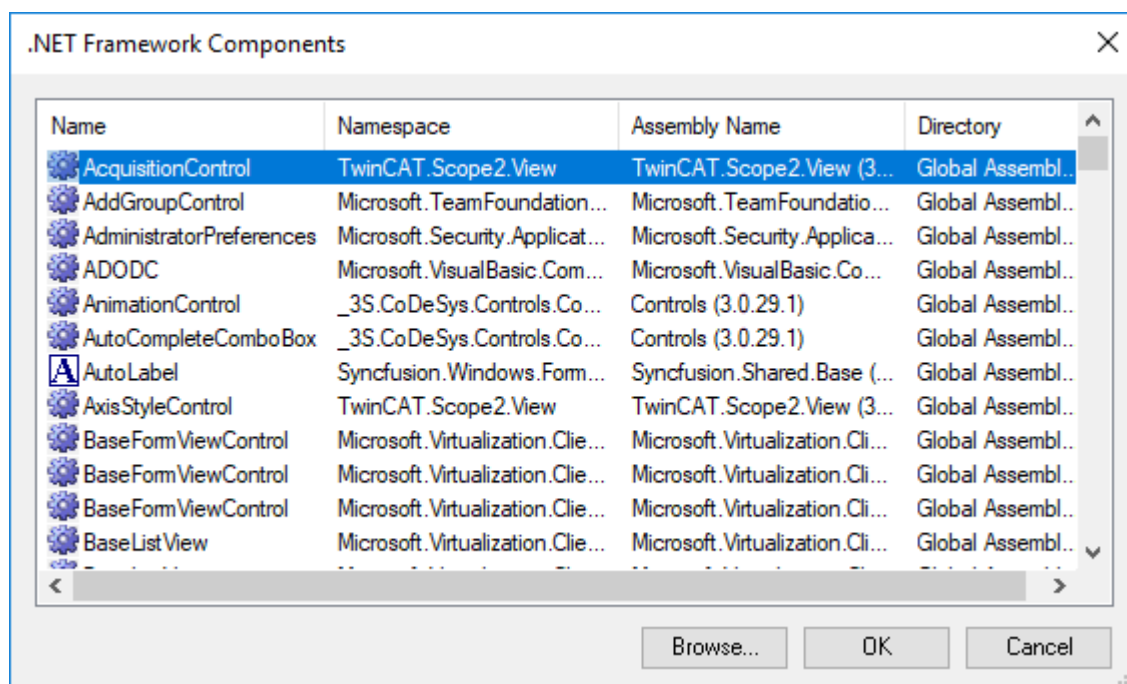 .NET Framework Components
Name Namespace Assembly Name Directory
AcquisitionControl TwinCAT.Scope2.View TwinCAT.Scope2.View (3... Global Assembl...
AddGroupControl Microsoft.TeamFoundation... Microsoft.TeamFoundatio... Global Assembl...
AdministratorPreferences Microsoft.Security.Applicat... Microsoft.Security.Applica... Global Assembl...
ADODC Microsoft.VisualBasic.Com... Microsoft.VisualBasic.Co... Global Assembl...
AnimationControl _3S.CoDeSys.Controls.Co... Controls (3.0.29.1) Global Assembl...
AutoCompleteComboBox _3S.CoDeSys.Controls.Co... Controls (3.0.29.1) Global Assembl...
A AutoLabel Syncfusion.Windows.Form... Syncfusion.Shared.Base (... Global Assembl...
AxisStyleControl TwinCAT.Scope2.View TwinCAT.Scope2.View (3... Global Assembl...
BaseFormViewControl Microsoft.Virtualization.Clie... Microsoft.Virtualization.Cli... Global Assembl...
BaseFormViewControl Microsoft.Virtualization.Clie... Microsoft.Virtualization.Cli... Global Assembl...
BaseFormViewControl Microsoft.Virtualization.Clie... Microsoft.Virtualization.Cli... Global Assembl...
BaseListView Microsoft.Virtualization.Clie... Microsoft.Virtualization.Cli... Global Assembl...
Browse... OK Cancel